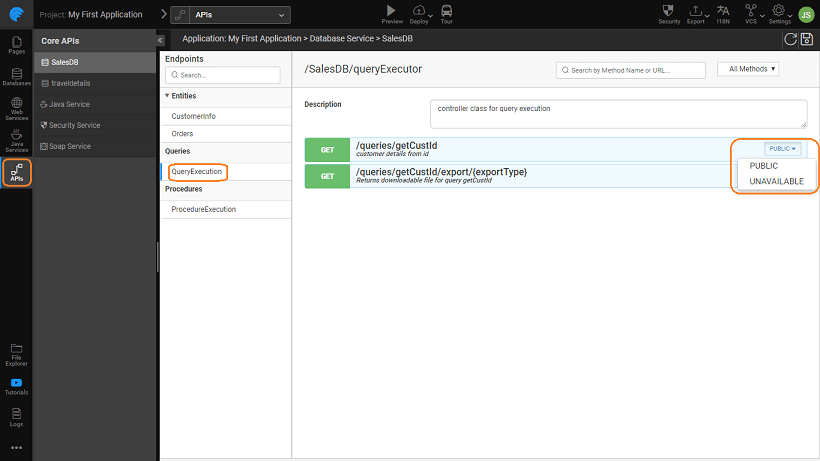 Project: My First Application
APIs
Preview
Deploy
Tour
Security
Export
I18N
VCS
Settings
JS
Pages
Databases
Web
Services
Java
Services
APIs
File
Explorer
Tutorials
Logs
Core APIs
SalesDB
traveldetails
Java Service
Security Service
Soap Service
Application: My First Application > Database Service > SalesDB
Endpoints
Search...
Entities
CustomerInfo
Orders
Queries
QueryExecution
Procedures
ProcedureExecution
/SalesDB/queryExecutor
Search by Method Name or URL...
All Methods
Description
controller class for query execution
GET
/queries/getCustId
customer details from id
PUBLIC
GET
/queries/getCustId/export/{exportType}
Returns downloadable file for query getCustId
PUBLIC
UNAVAILABLE